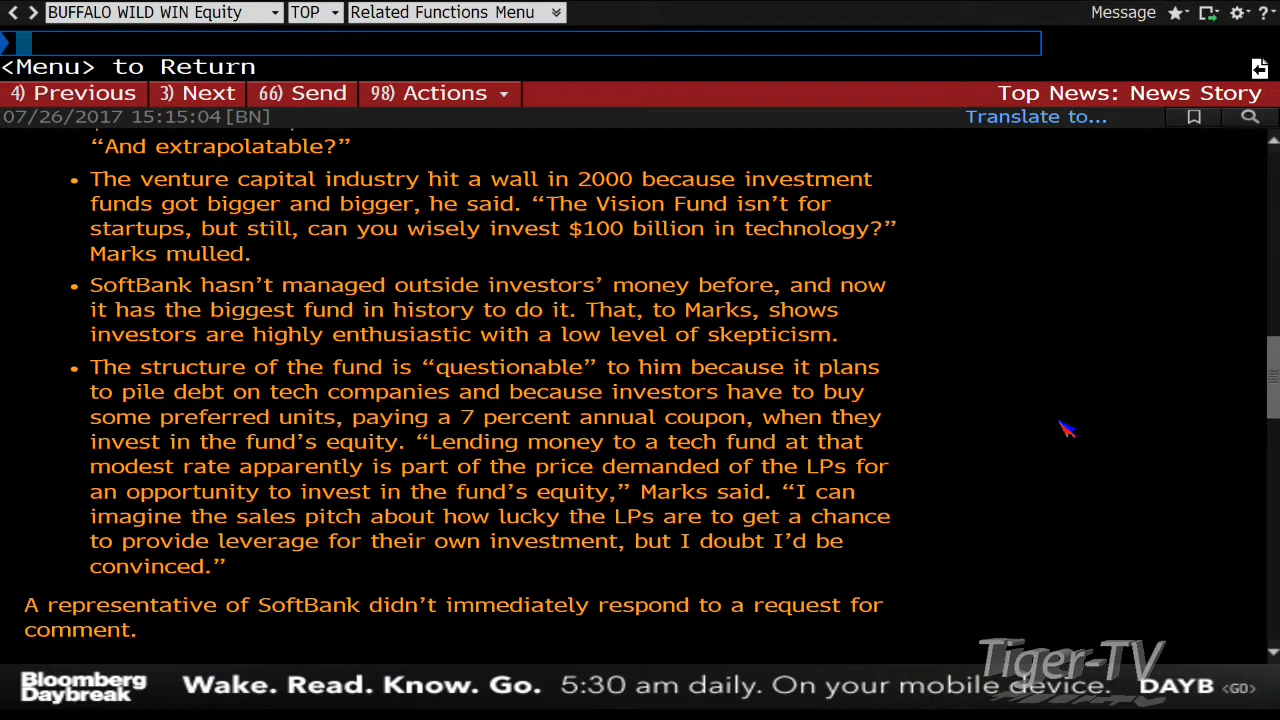 BUFFALO WILD WIN Equity TOP Related Functions Menu Message
<Menu> to Return
4) Previous 3) Next 66) Send 98) Actions Top News: News Story
07/26/2017 15:15:04 [BN] Translate to...
“And extrapolatable?”
• The venture capital industry hit a wall in 2000 because investment
funds got bigger and bigger, he said. “The Vision Fund isn’t for
startups, but still, can you wisely invest $100 billion in technology?”
Marks mulled.
• SoftBank hasn’t managed outside investors’ money before, and now
it has the biggest fund in history to do it. That, to Marks, shows
investors are highly enthusiastic with a low level of skepticism.
• The structure of the fund is “questionable” to him because it plans
to pile debt on tech companies and because investors have to buy
some preferred units, paying a 7 percent annual coupon, when they
invest in the fund’s equity. “Lending money to a tech fund at that
modest rate apparently is part of the price demanded of the LPs for
an opportunity to invest in the fund’s equity,” Marks said. “I can
imagine the sales pitch about how lucky the LPs are to get a chance
to provide leverage for their own investment, but I doubt I’d be
convinced.”
A representative of SoftBank didn’t immediately respond to a request for
comment.
Tiger-TV
Bloomberg
Daybreak
Wake. Read. Know. Go. 5:30 am daily. On your mobile device. DAYB <GO>